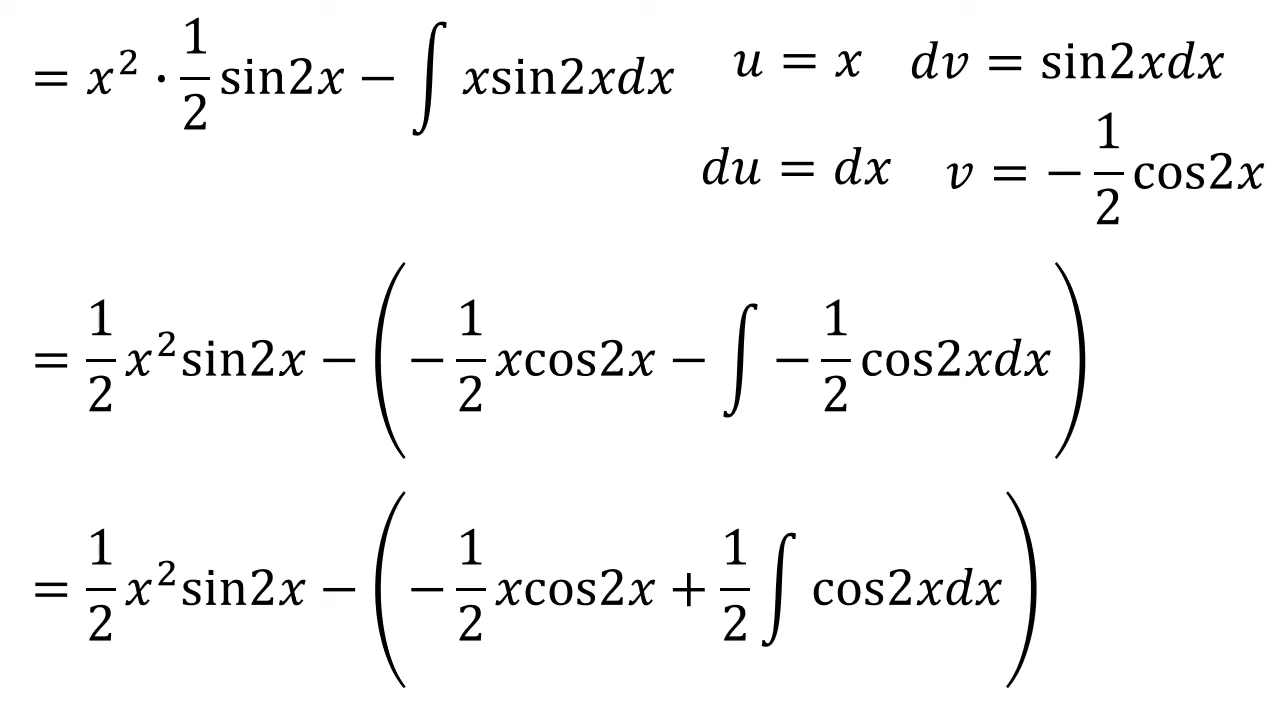 = x² · 1/2 sin2x − ∫ xsin2xdx   u = x   dv = sin2xdx
du = dx   v = − 1/2 cos2x
= 1/2 x²sin2x − ( − 1/2 xcos2x − ∫ − 1/2 cos2xdx )
= 1/2 x²sin2x − ( − 1/2 xcos2x + 1/2 ∫ cos2xdx )